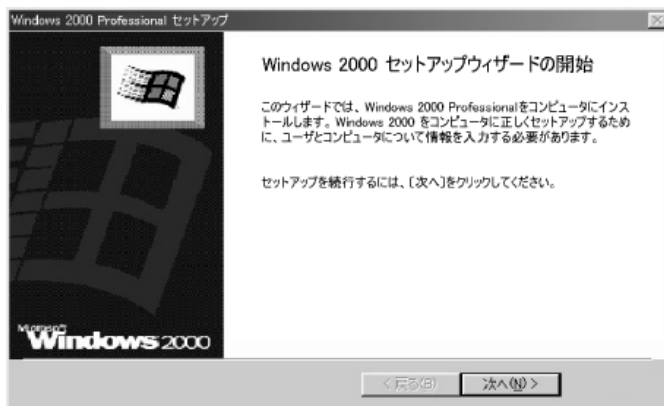 Windows 2000 Professional セットアップ
Windows 2000 セットアップウィザードの開始
このウィザードでは、Windows 2000 Professionalをコンピュータにインス
トールします。Windows 2000 をコンピュータに正しくセットアップするため
に、ユーザとコンピュータについて情報を入力する必要があります。
セットアップを続行するには、[次へ]をクリックしてください。
Microsoft
Windows 2000
< 戻る(B)
次へ(N) >